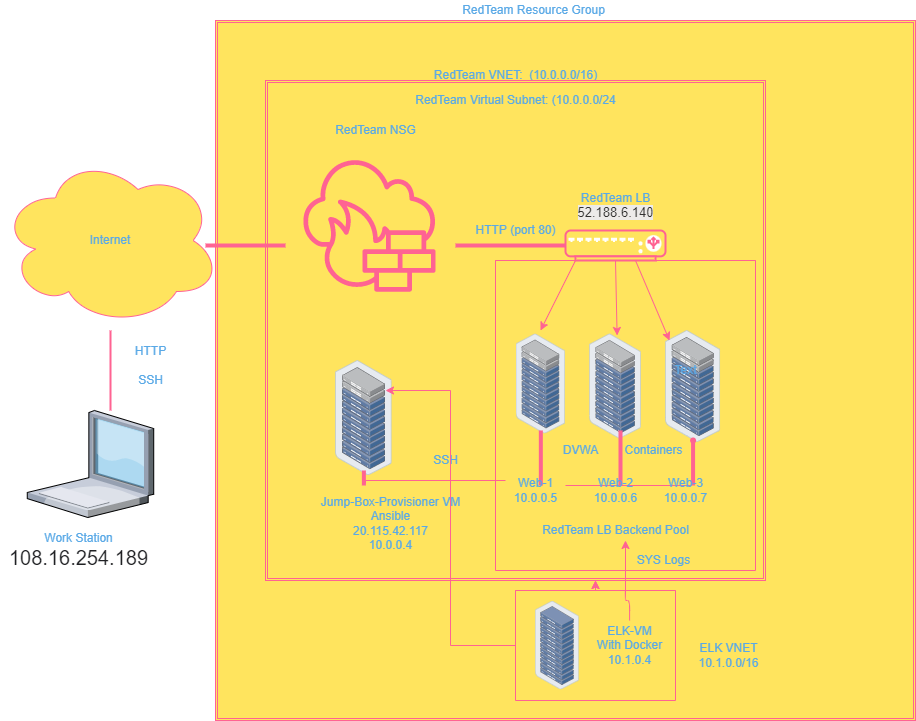 RedTeam Resource Group
RedTeam VNET: (10.0.0.0/16)
RedTeam Virtual Subnet: (10.0.0.0/24
RedTeam NSG
RedTeam LB
52.188.6.140
HTTP (port 80)
Internet
HTTP
SSH
SSH
DVWA
Containers
Web-1
10.0.0.5
Web-2
10.0.0.6
Web-3
10.0.0.7
Jump-Box-Provisioner VM
Ansible
20.115.42.117
10.0.0.4
RedTeam LB Backend Pool
Work Station
108.16.254.189
SYS Logs
ELK-VM
With Docker
10.1.0.4
ELK VNET
10.1.0.0/16